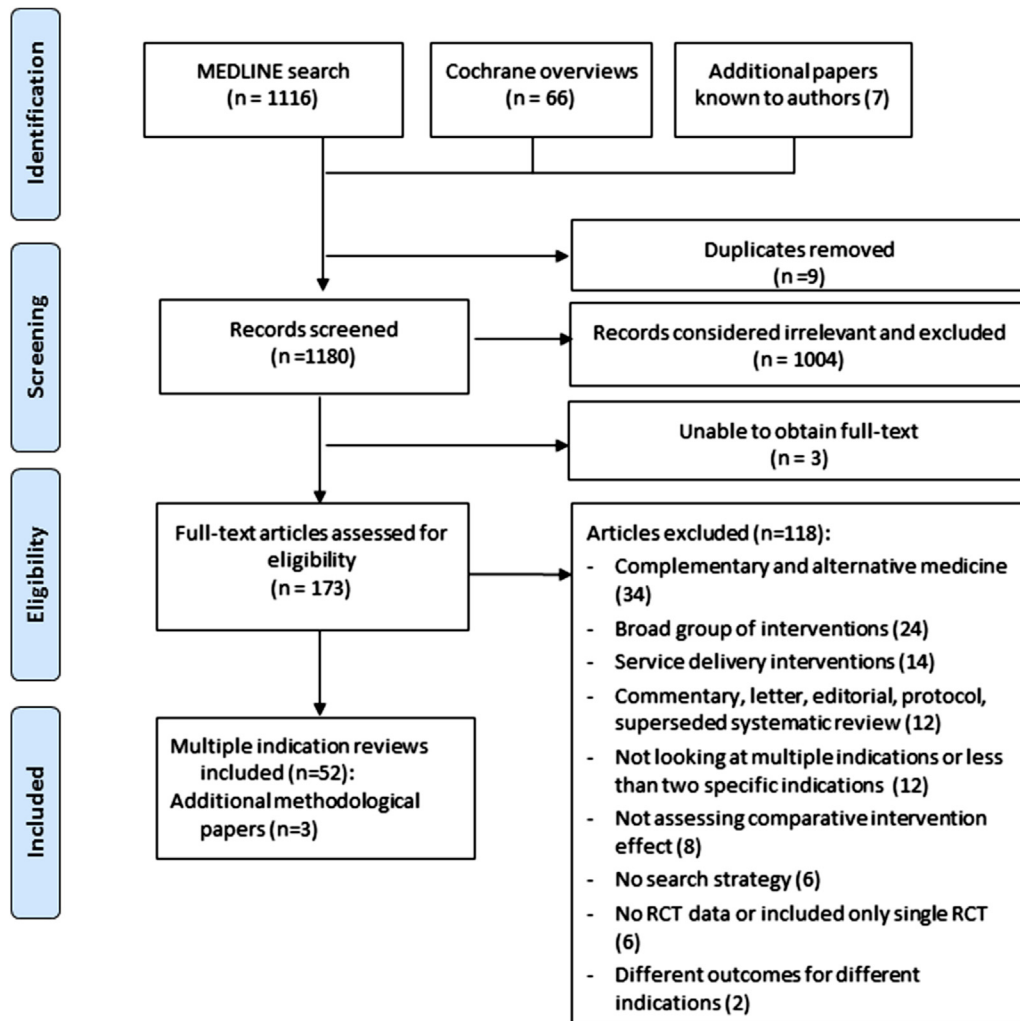 Identification
MEDLINE search
(n = 1116)
Cochrane overviews
(n = 66)
Additional papers
known to authors (7)
Screening
Duplicates removed
(n =9)
Records screened
(n =1180)
Records considered irrelevant and excluded
(n = 1004)
Unable to obtain full-text
(n = 3)
Eligibility
Full-text articles assessed for
eligibility
(n = 173)
Articles excluded (n=118):
- Complementary and alternative medicine
(34)
- Broad group of interventions (24)
- Service delivery interventions (14)
- Commentary, letter, editorial, protocol,
superseded systematic review (12)
- Not looking at multiple indications or less
than two specific indications (12)
- Not assessing comparative intervention
effect (8)
- No search strategy (6)
- No RCT data or included only single RCT
(6)
- Different outcomes for different
indications (2)
Included
Multiple indication reviews
included (n=52):
Additional methodological
papers (n=3)